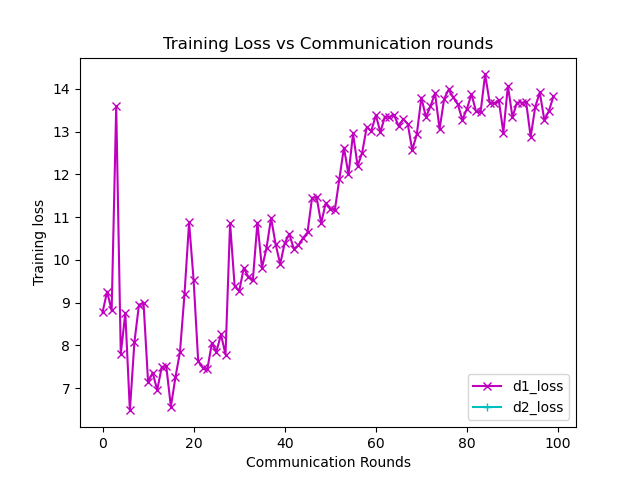 Training Loss vs Communication rounds
Training loss
14
13
12
11
10
9
8
7
0 20 40 60 80 100
Communication Rounds
d1_loss
d2_loss